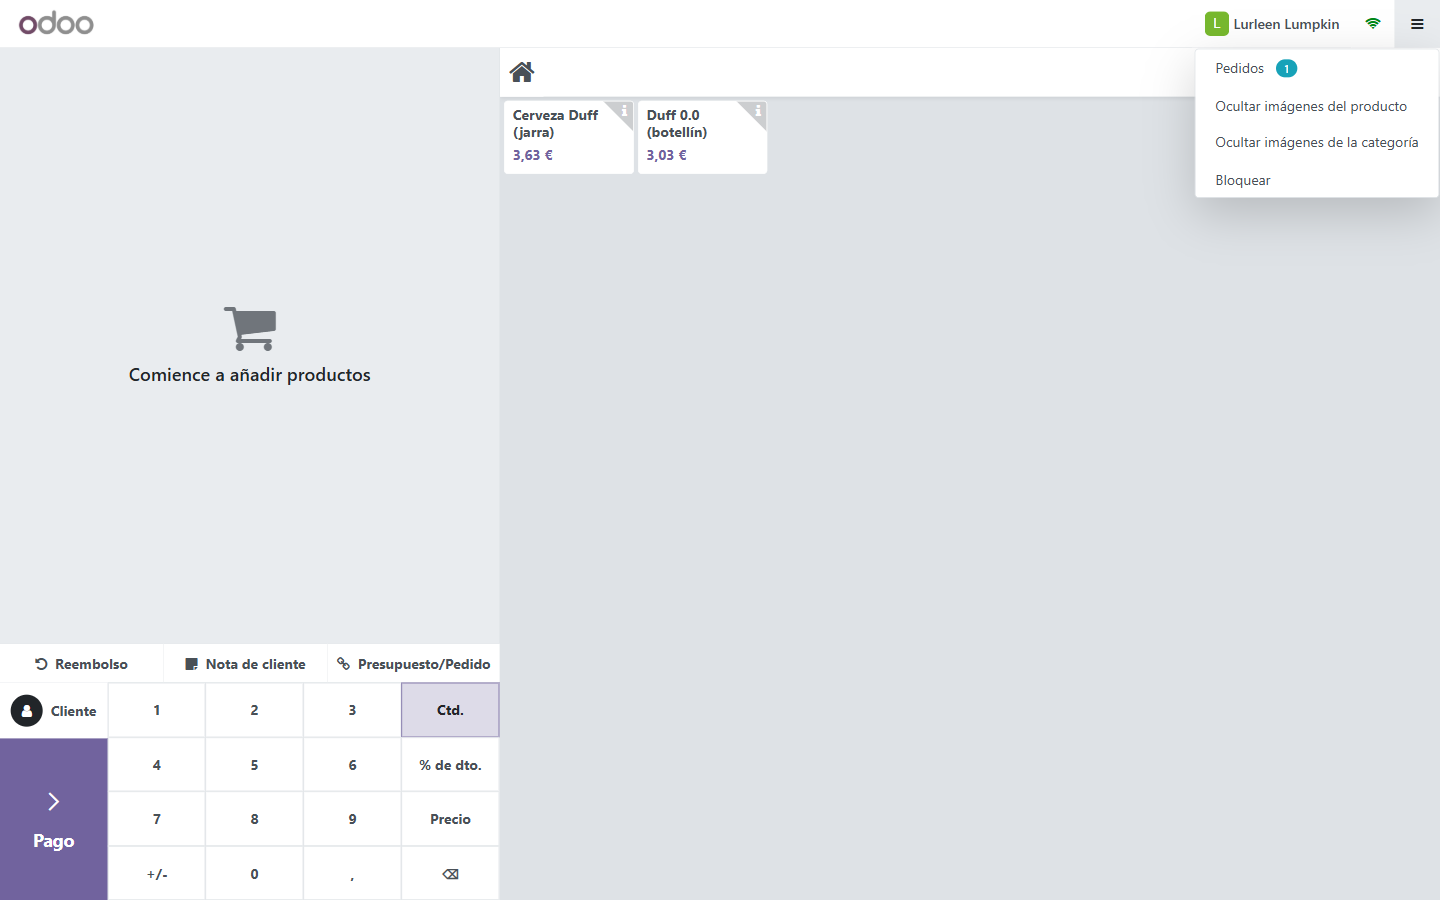 odoo
L Lurleen Lumpkin
Pedidos 1
Ocultar imágenes del producto
Ocultar imágenes de la categoría
Bloquear
Cerveza Duff
(jarra)
3,63 €
Duff 0.0
(botellín)
3,03 €
Comience a añadir productos
Reembolso
Nota de cliente
Presupuesto/Pedido
Cliente
1 2 3 Ctd.
4 5 6 % de dto.
7 8 9 Precio
+/- 0 , ⌫
Pago